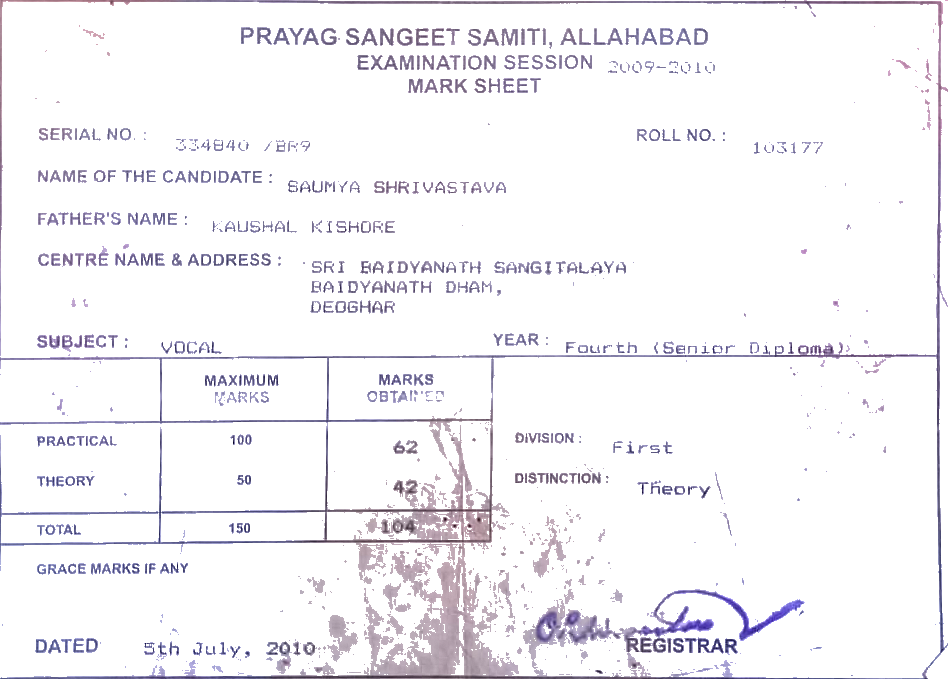 PRAYAG SANGEET SAMITI, ALLAHABAD
EXAMINATION SESSION 2009-2010
MARK SHEET
SERIAL NO. : 334840 /BR9 ROLL NO. : 103177
NAME OF THE CANDIDATE : SAUMYA SHRIVASTAVA
FATHER'S NAME : KAUSHAL KISHORE
CENTRE NAME & ADDRESS : SRI BAIDYANATH SANGITALAYA
BAIDYANATH DHAM,
DEOGHAR
SUBJECT : VOCAL YEAR : Fourth (Senior Diploma)
MAXIMUM MARKS MARKS OBTAINED
PRACTICAL 100 62 DIVISION : First
THEORY 50 42 DISTINCTION : Theory
TOTAL 150 104
GRACE MARKS IF ANY
DATED 5th July, 2010 REGISTRAR